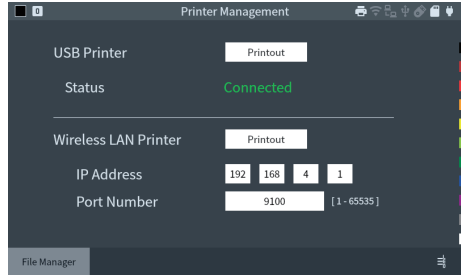 0 Printer Management
USB Printer Printout
Status Connected
Wireless LAN Printer Printout
IP Address 192 168 4 1
Port Number 9100 [ 1 - 65535 ]
File Manager